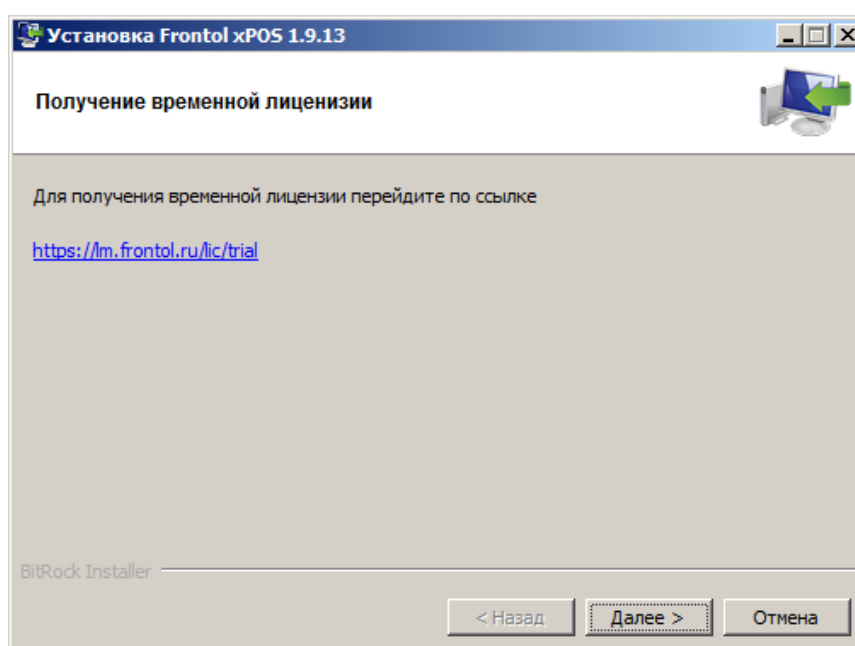 Установка Frontol xPOS 1.9.13
Получение временной лиценизии
Для получения временной лицензии перейдите по ссылке
https://lm.frontol.ru/lic/trial
BitRock Installer
< Назад Далее > Отмена